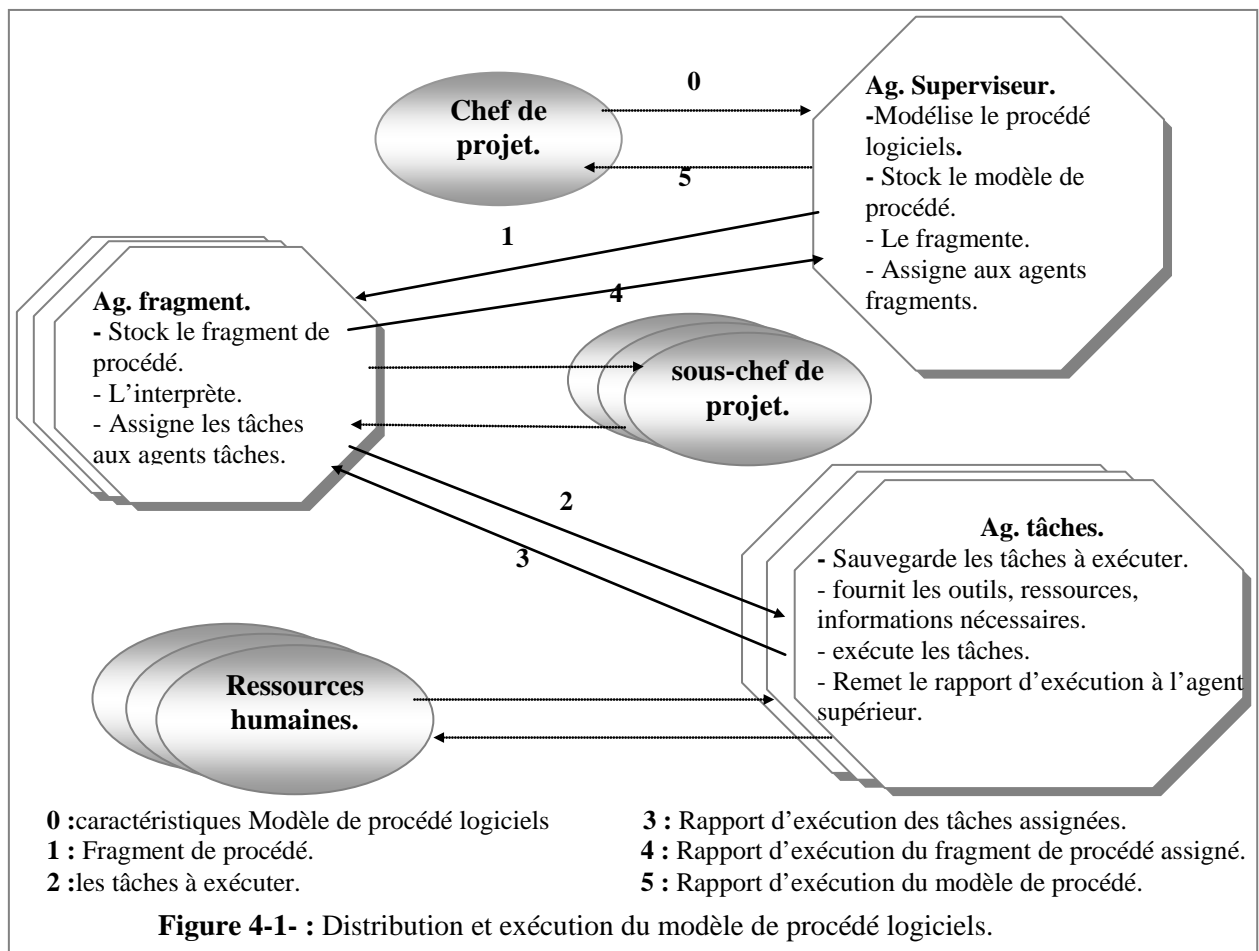 0
Chef de
projet.
5
Ag. Superviseur.
-Modélise le procédé
logiciels.
- Stock le modèle de
procédé.
- Le fragmente.
- Assigne aux agents
fragments.
1
4
Ag. fragment.
- Stock le fragment de
procédé.
- L’interprète.
- Assigne les tâches
aux agents tâches.
sous-chef de
projet.
2
3
Ag. tâches.
- Sauvegarde les tâches à exécuter.
- fournit les outils, ressources,
informations nécessaires.
- exécute les tâches.
- Remet le rapport d’exécution à l’agent
supérieur.
Ressources
humaines.
0 :caractéristiques Modèle de procédé logiciels
1 : Fragment de procédé.
2 :les tâches à exécuter.
3 : Rapport d’exécution des tâches assignées.
4 : Rapport d’exécution du fragment de procédé assigné.
5 : Rapport d’exécution du modèle de procédé.
Figure 4-1- : Distribution et exécution du modèle de procédé logiciels.